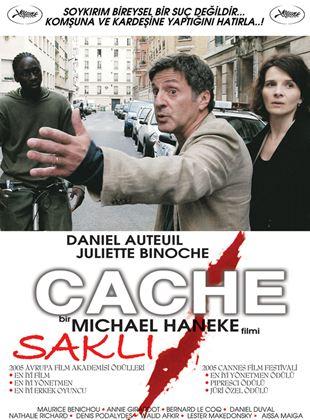 SOYKIRIM BİREYSEL BİR SUÇ DEĞİLDİR...
KOMŞUNA VE KARDEŞİNE YAPTIĞINI HATIRLA..!
DANIEL AUTEUIL
JULIETTE BINOCHE
CACHE
bir MICHAEL HANEKE filmi
SAKLI
2005 AVRUPA FİLM AKADEMİSİ ÖDÜLLERİ
EN İYİ FİLM
EN İYİ YÖNETMEN
EN İYİ ERKEK OYUNCU
2005 CANNES FİLM FESTİVALİ
EN İYİ YÖNETMEN ÖDÜLÜ
FIPRESCI ÖDÜLÜ
JÜRİ ÖZEL ÖDÜLÜ
MAURICE BENICHOU - ANNIE GIRARDOT - BERNARD LE COQ - DANIEL DUVAL
NATHALIE RICHARD - DENIS PODALYDES - WALID AFKIR - LESTER MAKEDONSKY - AISSA MAIGA